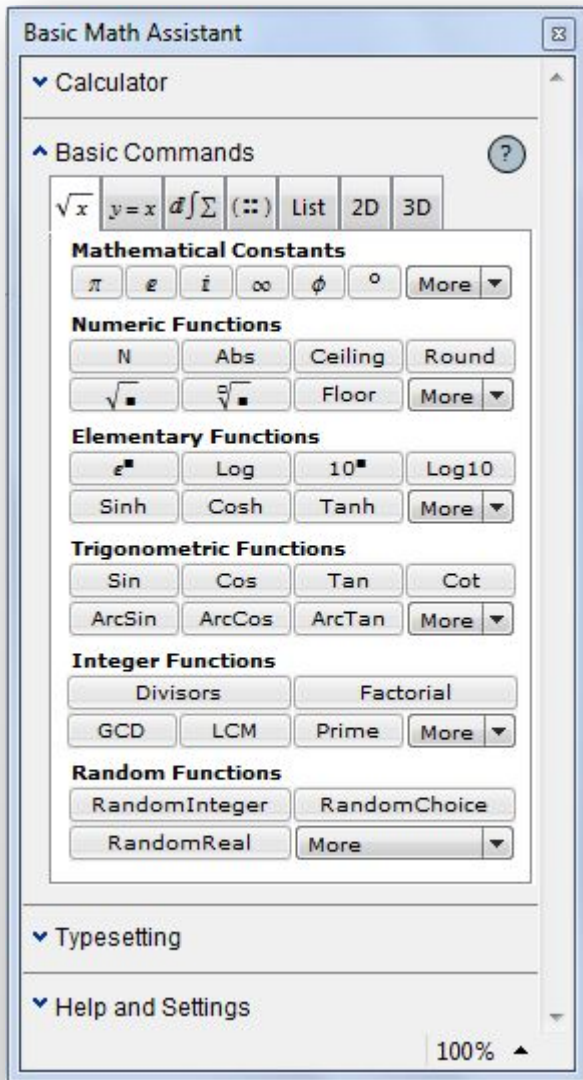 Basic Math Assistant
Calculator
Basic Commands ?
√x y=x ⅆ∫Σ (::) List 2D 3D
Mathematical Constants
π ⅇ ⅈ ∞ ϕ ° More
Numeric Functions
N Abs Ceiling Round
√▪ ▫√▪ Floor More
Elementary Functions
ⅇ▪ Log 10▪ Log10
Sinh Cosh Tanh More
Trigonometric Functions
Sin Cos Tan Cot
ArcSin ArcCos ArcTan More
Integer Functions
Divisors Factorial
GCD LCM Prime More
Random Functions
RandomInteger RandomChoice
RandomReal More
Typesetting
Help and Settings
100%